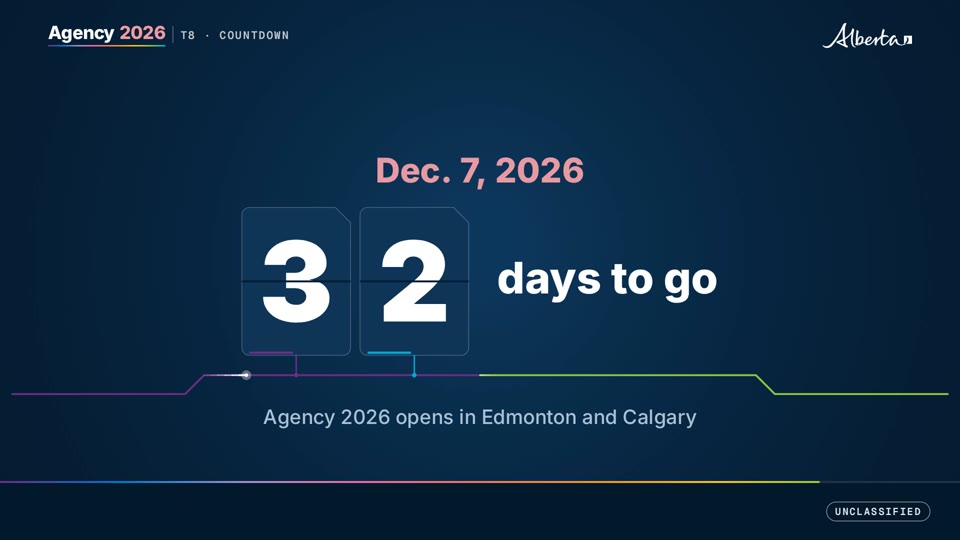 Agency 2026 | T8 · COUNTDOWN
Alberta
Dec. 7, 2026
32 days to go
Agency 2026 opens in Edmonton and Calgary
UNCLASSIFIED